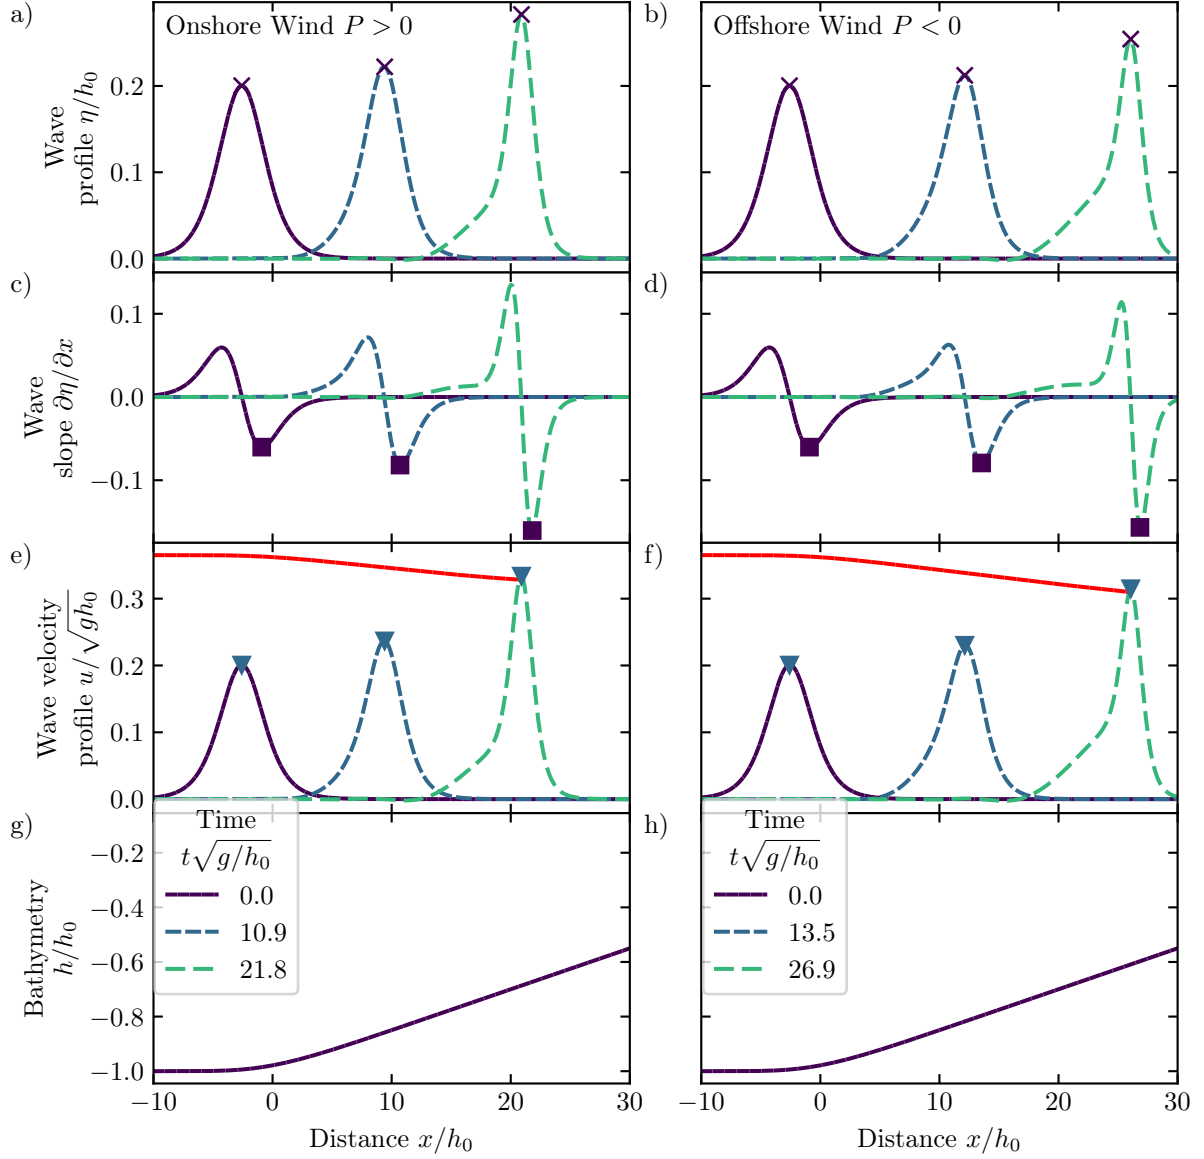 a)
Onshore Wind P > 0
b)
Offshore Wind P < 0
Wave
profile η/h₀
0.2
0.1
0.0
c)
d)
Wave
slope ∂η/∂x
0.1
0.0
−0.1
e)
f)
Wave velocity
profile u/√gh₀
0.3
0.2
0.1
0.0
g)
h)
Bathymetry
h/h₀
−0.2
−0.4
−0.6
−0.8
−1.0
Time
t√g/h₀
0.0
10.9
21.8
Time
t√g/h₀
0.0
13.5
26.9
−10 0 10 20 30
−10 0 10 20 30
Distance x/h₀
Distance x/h₀